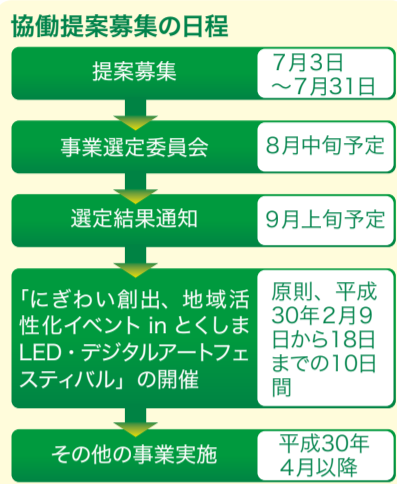 協働提案募集の日程
提案募集
7月3日
～7月31日
事業選定委員会
8月中旬予定
選定結果通知
9月上旬予定
「にぎわい創出、地域活
性化イベント in とくしま
LED・デジタルアートフェ
スティバル」の開催
原則、平成
30年2月9
日から18日
までの10日
間
その他の事業実施
平成30年
4月以降